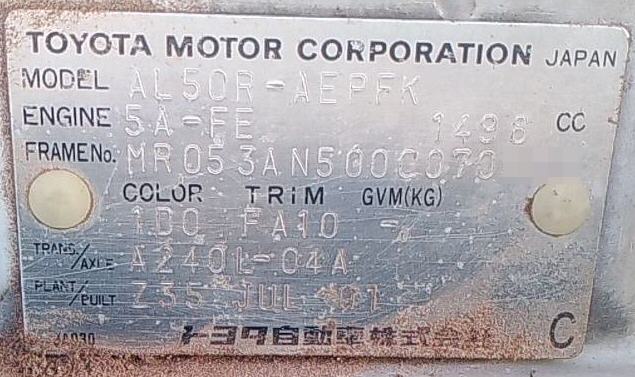 TOYOTA MOTOR CORPORATION JAPAN
MODEL AL50R-AEPFK
ENGINE 5A-FE 1498 CC
FRAME No. MR053AN5000070
COLOR TRIM GVM(KG)
1D0 FA10 -
TRANS/AXLE A240L-04A
PLANT/BUILT Z35 JUL 01
トヨタ自動車株式会社 C